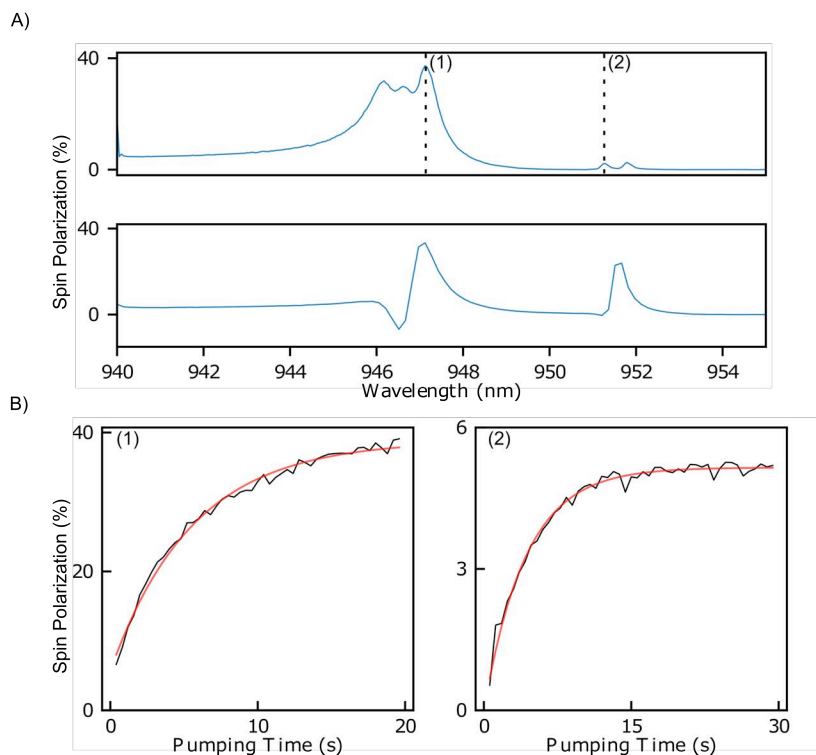 A)
40
(1)
(2)
0
Spin Polarization (%)
40
0
940 942 944 946 948 950 952 954
Wavelength (nm)
B)
40
(1)
20
0
Spin Polarization (%)
0 10 20
Pumping Time (s)
6
(2)
3
0
0 15 30
Pumping Time (s)